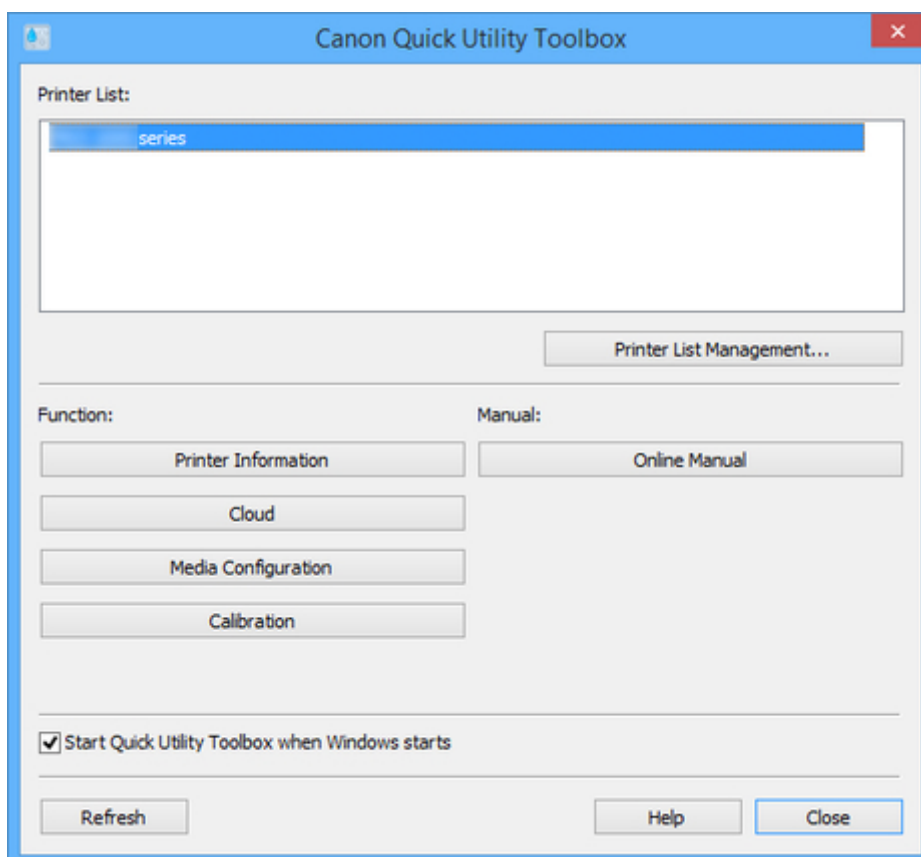 Canon Quick Utility Toolbox
Printer List:
series
Printer List Management...
Function:
Manual:
Printer Information
Online Manual
Cloud
Media Configuration
Calibration
Start Quick Utility Toolbox when Windows starts
Refresh
Help
Close